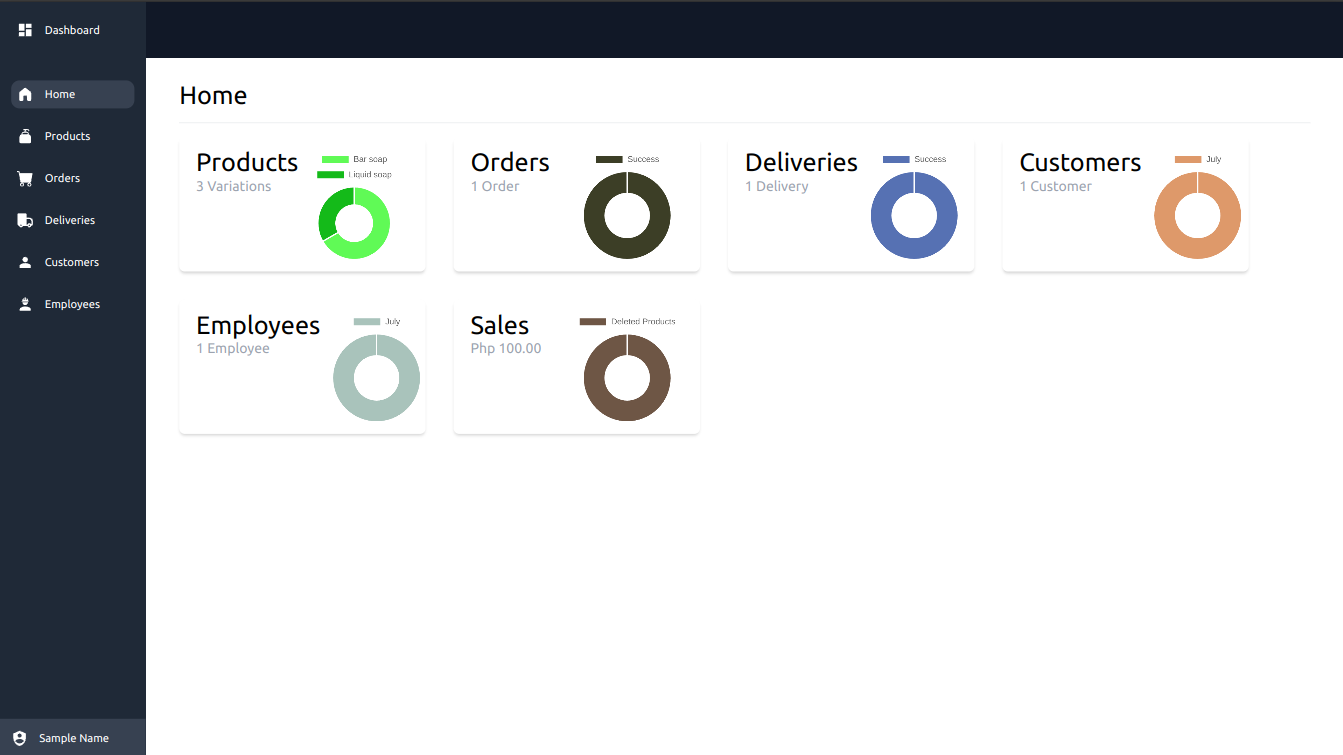 Dashboard
Home
Products
Orders
Deliveries
Customers
Employees
Sample Name
Home
Products
3 Variations
Bar soap
Liquid soap
Orders
1 Order
Success
Deliveries
1 Delivery
Success
Customers
1 Customer
July
Employees
1 Employee
July
Sales
Php 100.00
Deleted Products